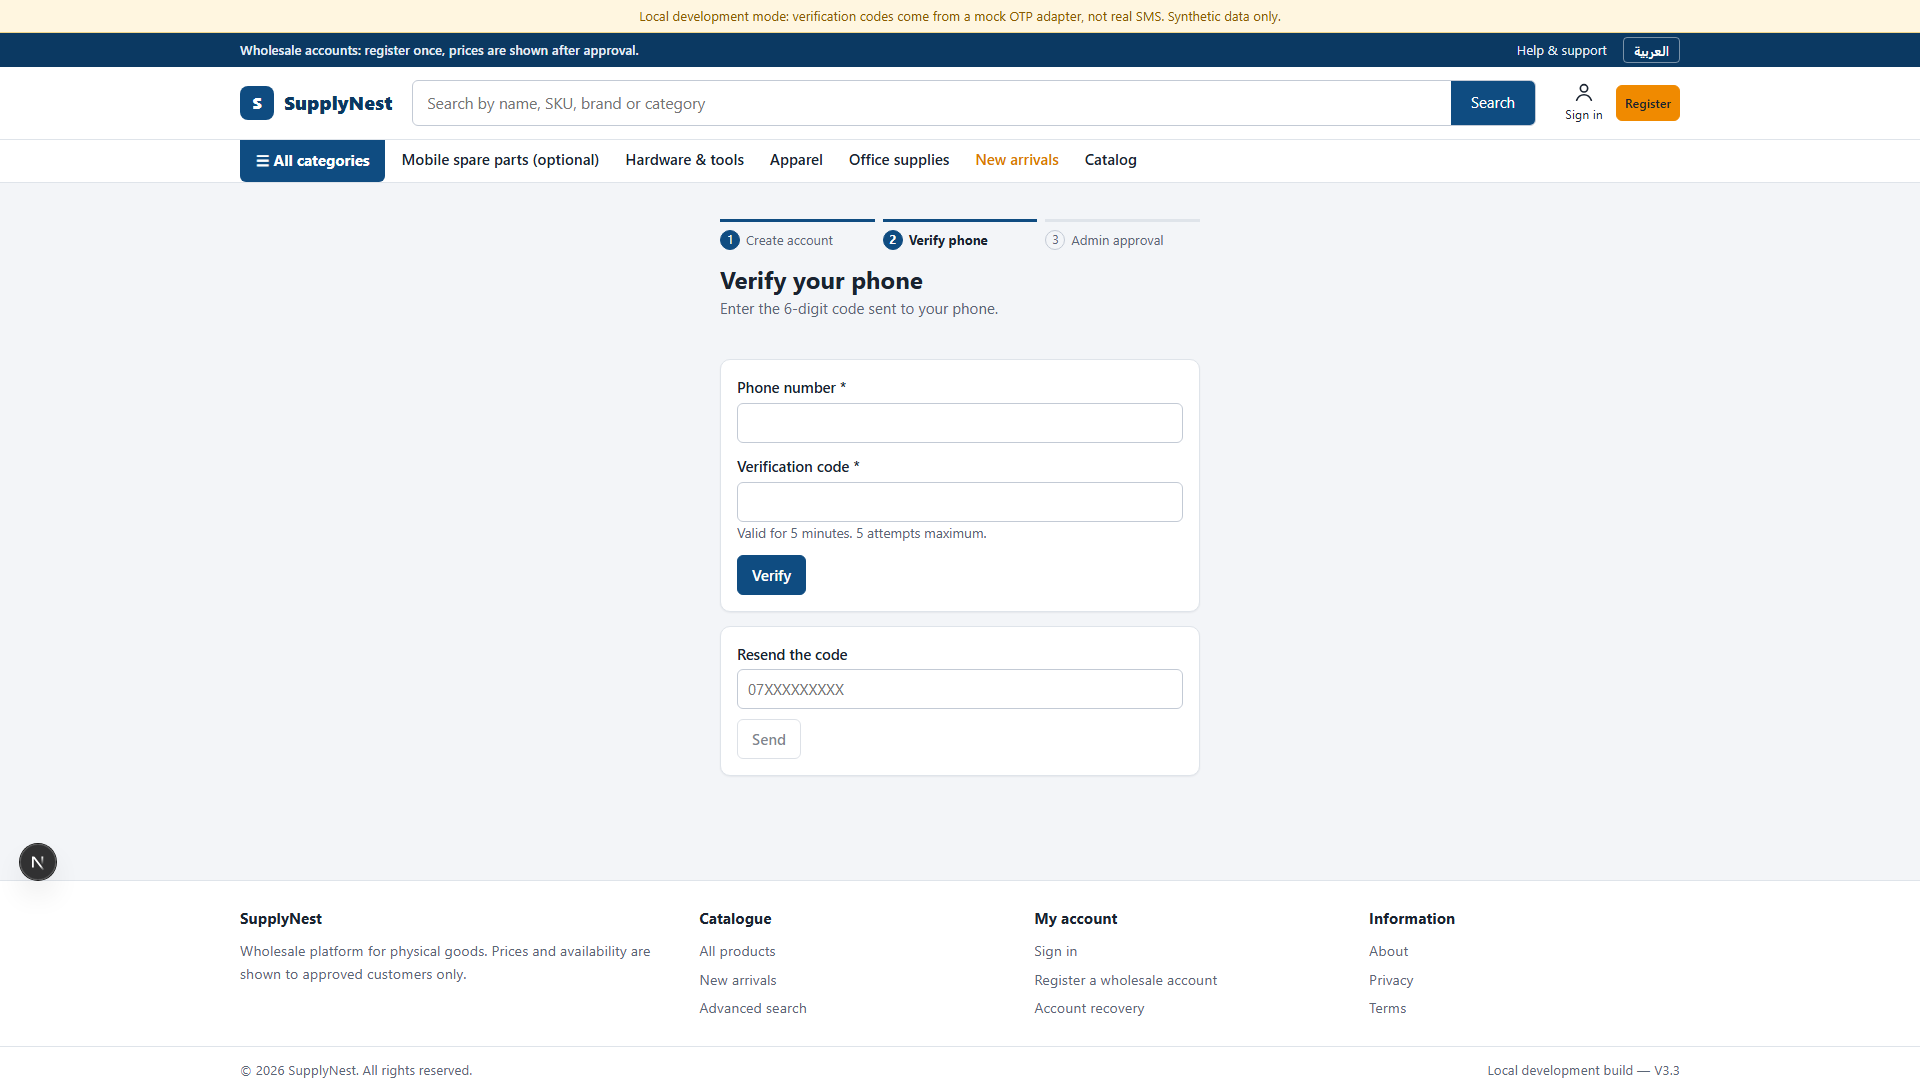 Local development mode: verification codes come from a mock OTP adapter, not real SMS. Synthetic data only.
Wholesale accounts: register once, prices are shown after approval.
Help & support
العربية
S
SupplyNest
Search by name, SKU, brand or category
Search
Sign in
Register
☰ All categories
Mobile spare parts (optional)
Hardware & tools
Apparel
Office supplies
New arrivals
Catalog
1 Create account
2 Verify phone
3 Admin approval
Verify your phone
Enter the 6-digit code sent to your phone.
Phone number *
Verification code *
Valid for 5 minutes. 5 attempts maximum.
Verify
Resend the code
07XXXXXXXXX
Send
N
SupplyNest
Wholesale platform for physical goods. Prices and availability are
shown to approved customers only.
Catalogue
All products
New arrivals
Advanced search
My account
Sign in
Register a wholesale account
Account recovery
Information
About
Privacy
Terms
© 2026 SupplyNest. All rights reserved.
Local development build — V3.3